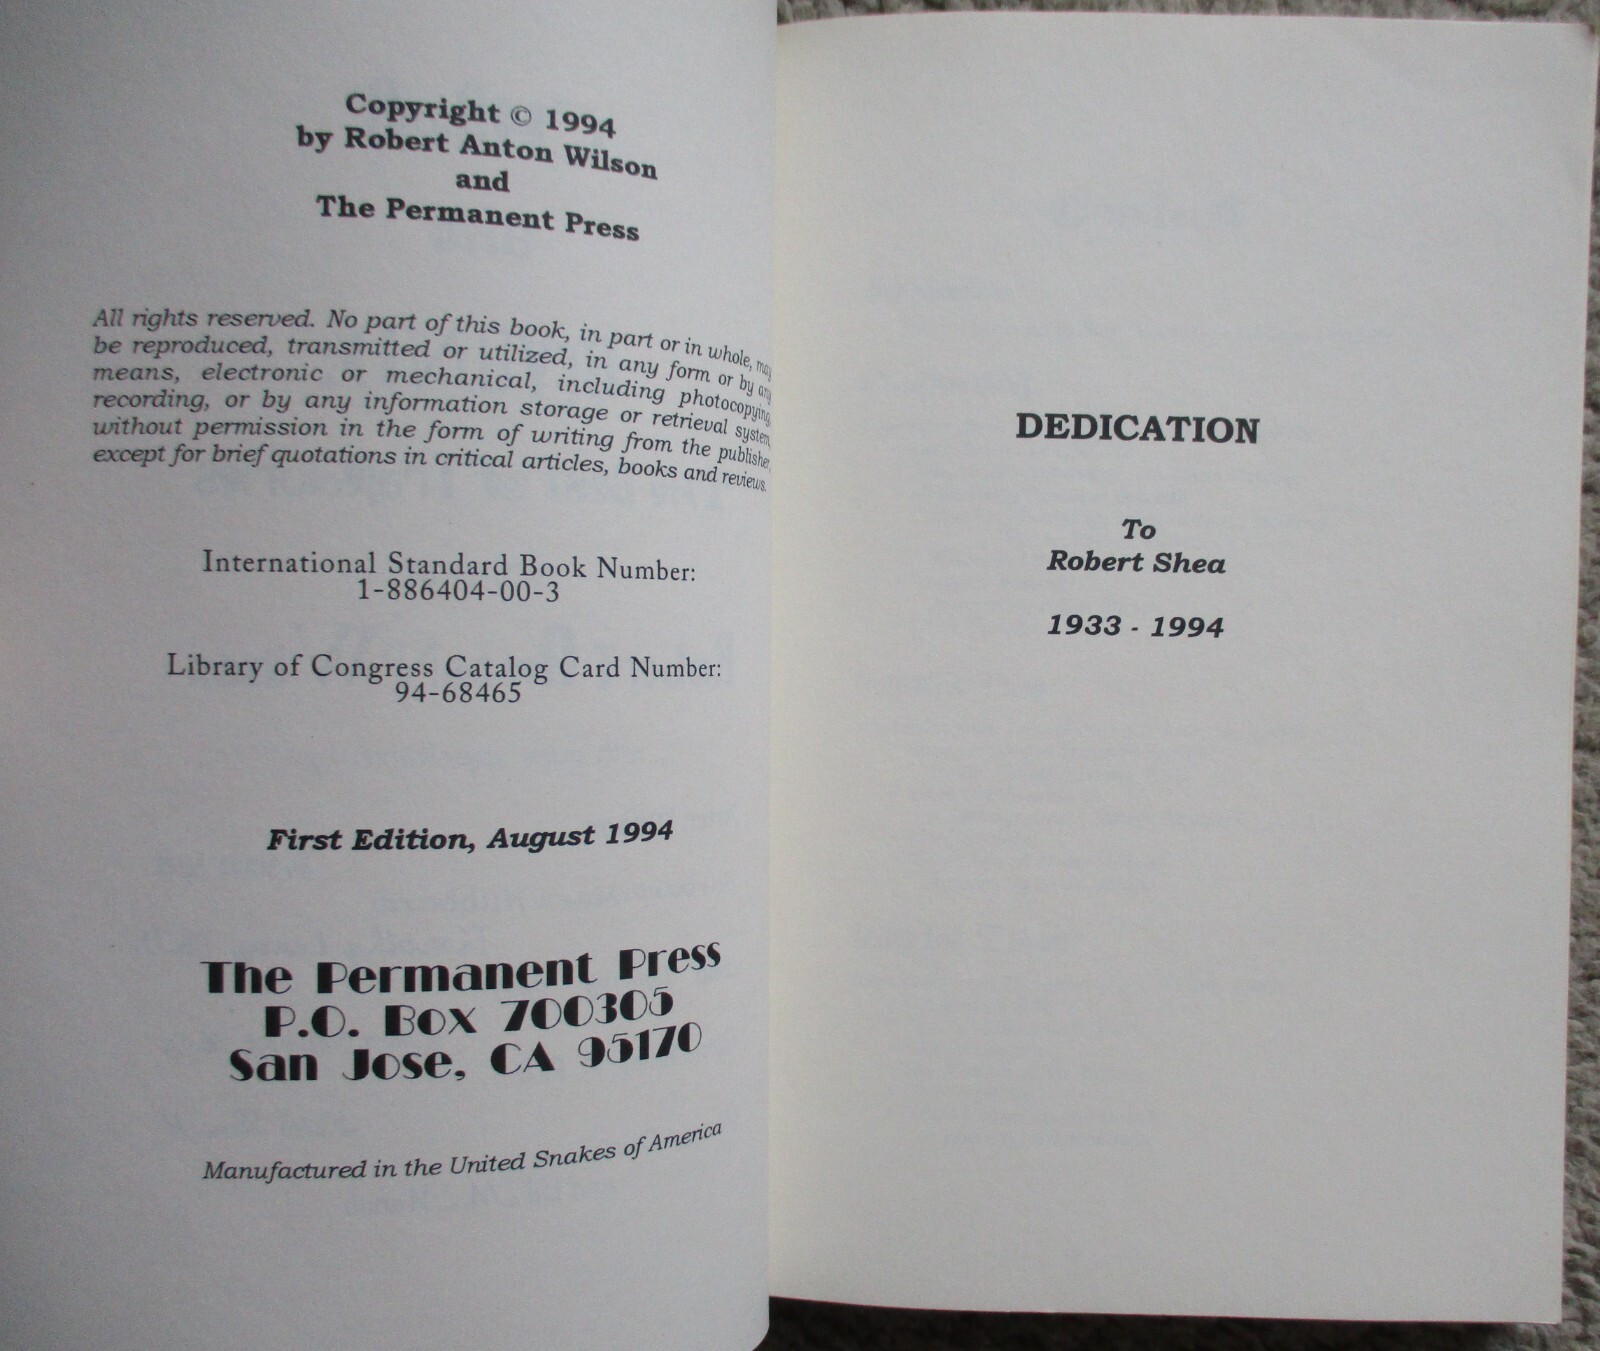 Copyright © 1994
by Robert Anton Wilson
and
The Permanent Press
All rights reserved. No part of this book, in part or in whole, may
be reproduced, transmitted or utilized, in any form or by any
means, electronic or mechanical, including photocopying,
recording, or by any information storage or retrieval system,
without permission in the form of writing from the publisher,
except for brief quotations in critical articles, books and reviews.
International Standard Book Number:
1-886404-00-3
Library of Congress Catalog Card Number:
94-68465
First Edition, August 1994
The Permanent Press
P.O. Box 700305
San Jose, CA 95170
Manufactured in the United Snakes of America
DEDICATION
To
Robert Shea
1933 - 1994